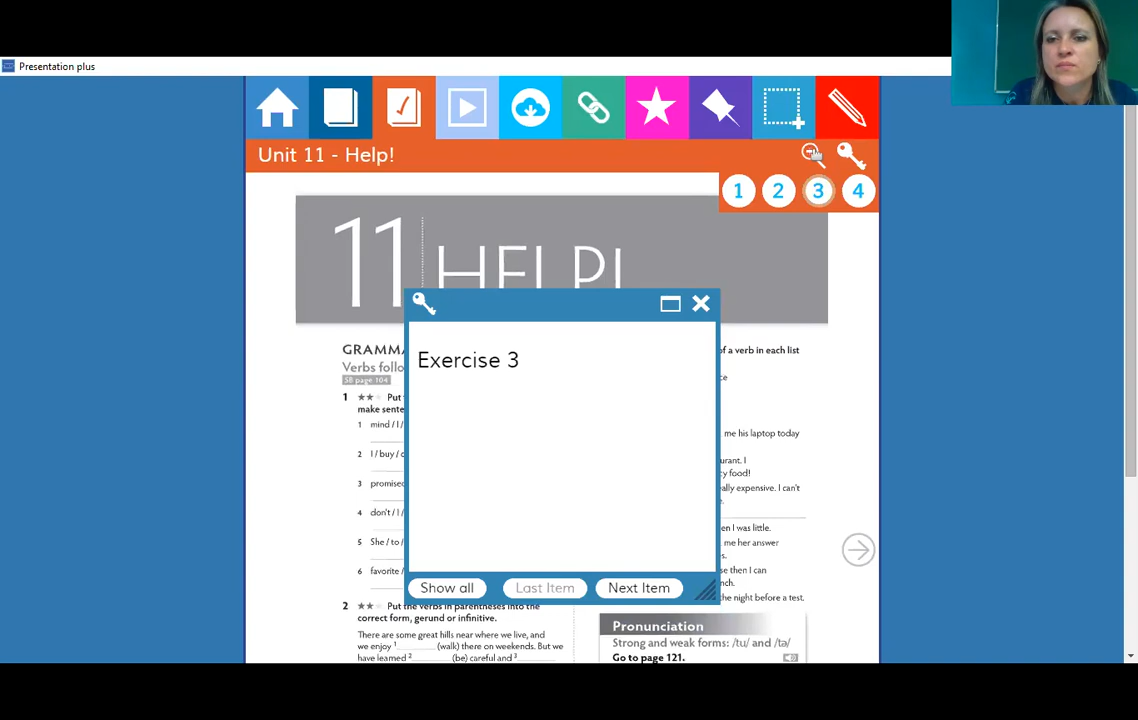 Presentation plus
Unit 11 - Help!
1 2 3 4
11 HELP!
Exercise 3
Show all
Last Item
Next Item
GRAMMA
Verbs follo
SB page 104
1 ★★ Put
make sente
1 mind / I /
2 I / buy /
3 promised
4 don't / I /
5 She / to /
6 favorite /
2 ★★ Put the verbs in parentheses into the
correct form, gerund or infinitive.
There are some great hills near where we live, and
we enjoy 1 (walk) there on weekends. But we
have learned 2 (be) careful and 3
of a verb in each list
ce
me his laptop today
urant. I
y food!
ally expensive. I can't
en I was little.
me her answer
es.
se then I can
nch.
the night before a test.
Pronunciation
Strong and weak forms: /tu/ and /tə/
Go to page 121.